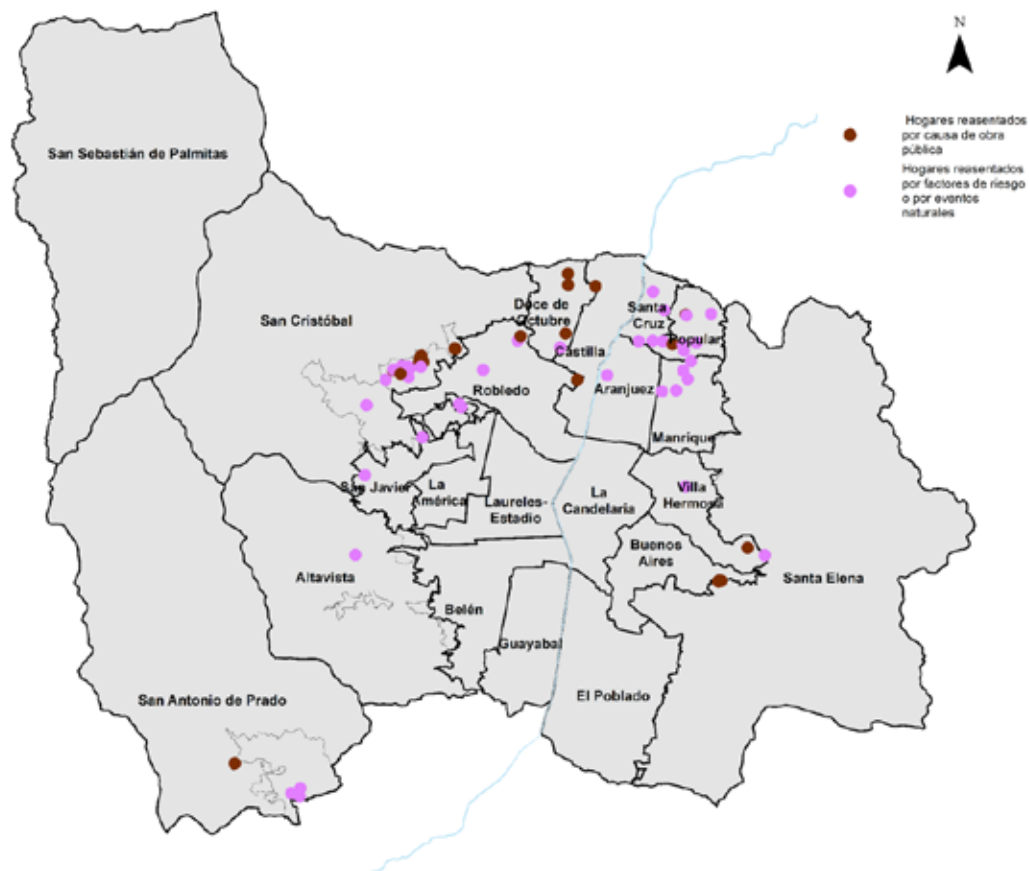 N
Hogares reasentados
por causa de obra
pública
Hogares reasentados
por factores de riesgo
o por eventos
naturales
San Sebastián de Palmitas
San Cristóbal
Doce de
Octubre
Santa
Cruz
Popular
Castilla
Robledo
Aranjuez
Manrique
San Javier
La
América
Laureles-
Estadio
La
Candelaria
Villa
Hermosa
Buenos
Aires
Santa Elena
Altavista
Belén
Guayabal
El Poblado
San Antonio de Prado